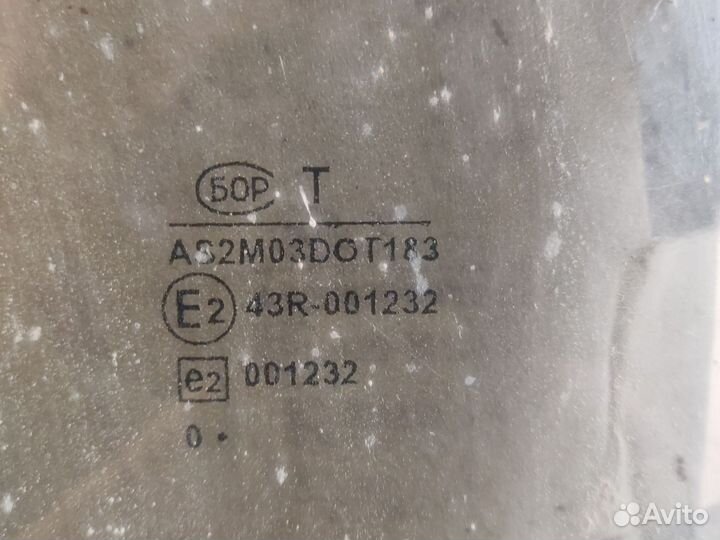 БОР T
AS2M03DOT183
E2 43R-001232
e2 001232
0 •
Avito